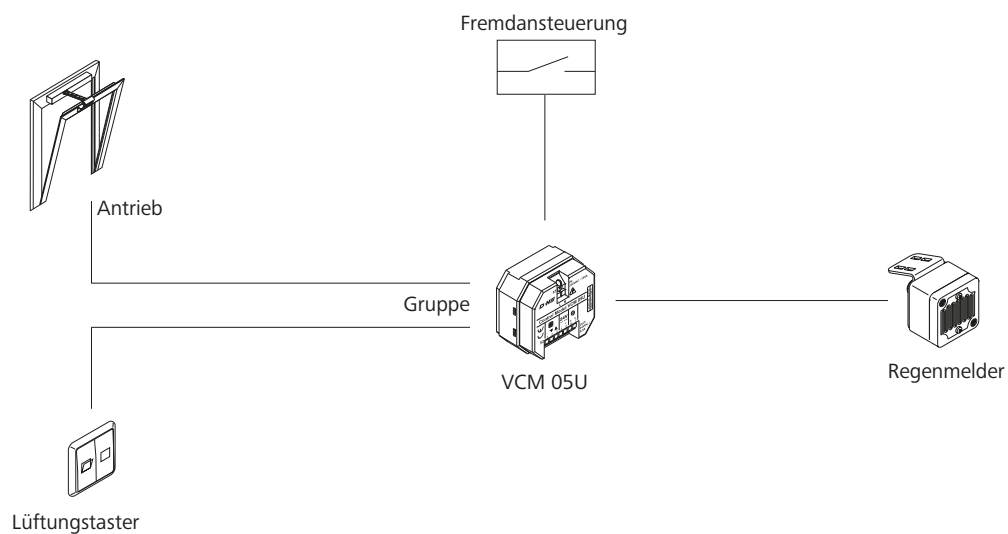 Fremdansteuerung
Antrieb
Gruppe
D+H
VCM 05U
Regenmelder
Lüftungstaster